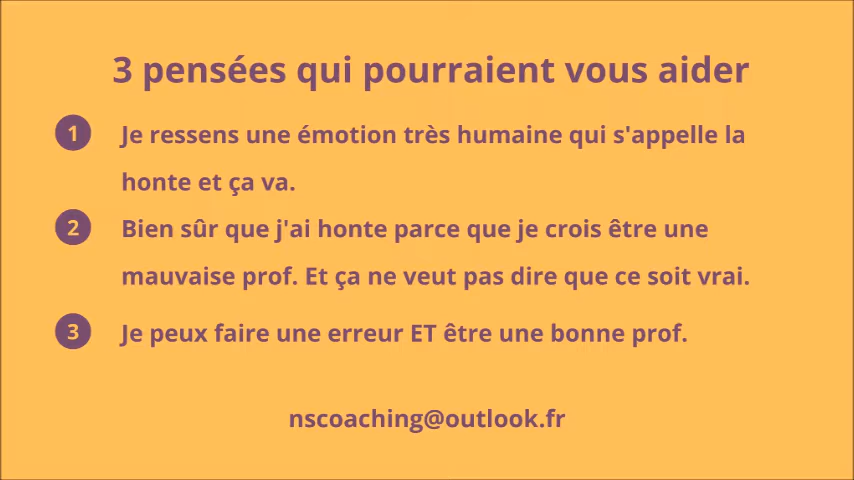 3 pensées qui pourraient vous aider
1 Je ressens une émotion très humaine qui s'appelle la
honte et ça va.
2 Bien sûr que j'ai honte parce que je crois être une
mauvaise prof. Et ça ne veut pas dire que ce soit vrai.
3 Je peux faire une erreur ET être une bonne prof.
nscoaching@outlook.fr